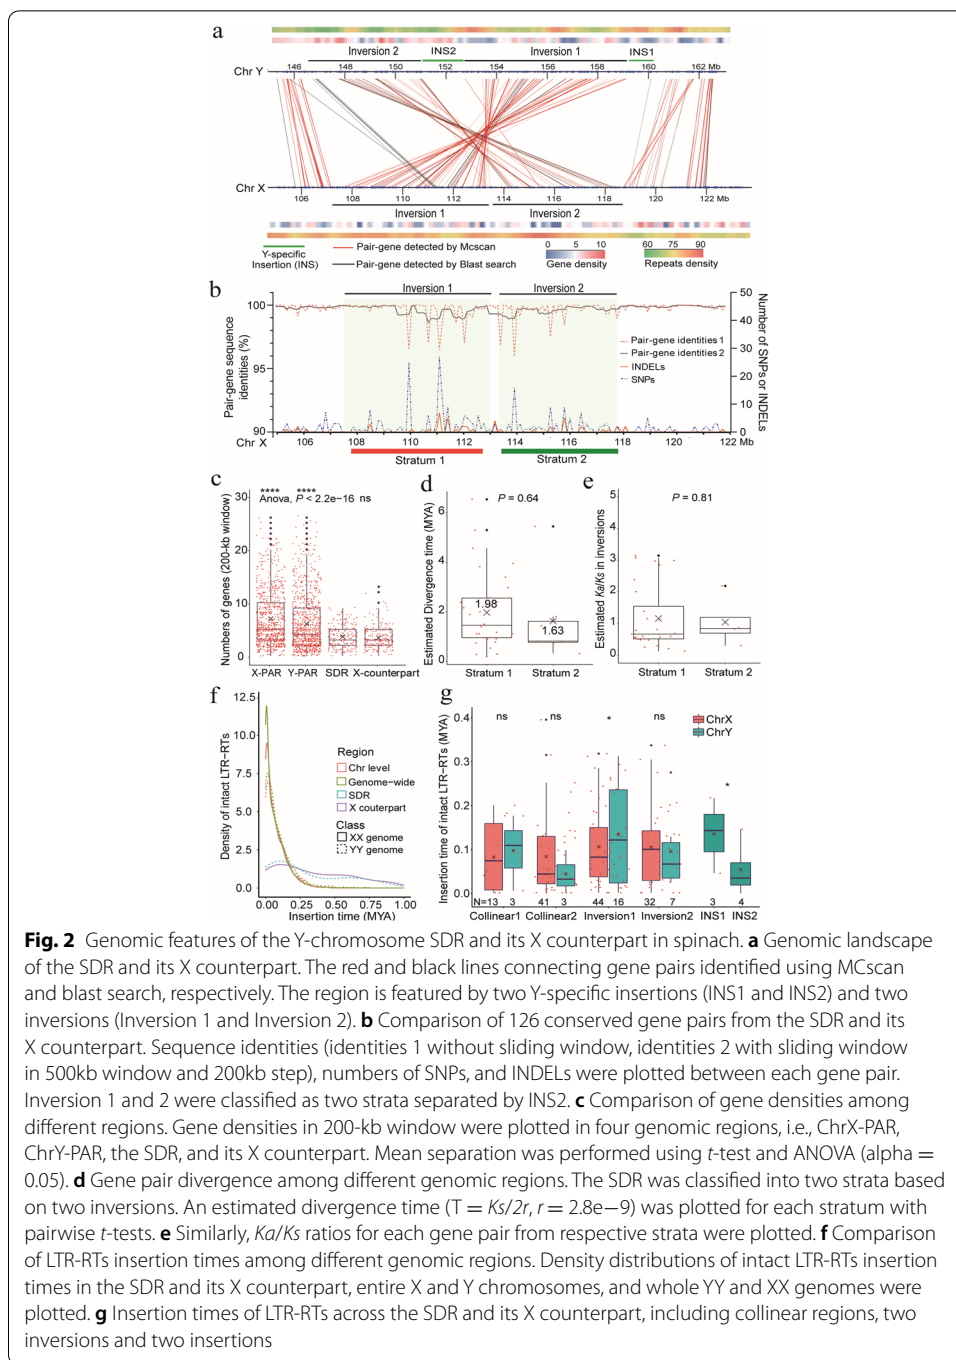 a
Inversion 2
INS2
Inversion 1
INS1
Chr Y
146 148 150 152 154 156 158 160 162 Mb
Chr X
106 108 110 112 114 116 118 120 122 Mb
Inversion 1
Inversion 2
Y-specific
Insertion (INS)
Pair-gene detected by Mcscan
Pair-gene detected by Blast search
0 5 10
Gene density
60 75 90
Repeats density
b
Inversion 1
Inversion 2
Pair-gene sequence
identities (%)
100
95
90
Number of SNPs or INDELs
50
40
30
20
10
0
Pair-gene identities 1
Pair-gene identities 2
INDELs
SNPs
Chr X
106 108 110 112 114 116 118 120 122 Mb
Stratum 1
Stratum 2
c
Numbers of genes (200-kb window)
30
20
10
0
**** ****
Anova, P < 2.2e−16 ns
X-PAR Y-PAR SDR X-counterpart
d
Estimated Divergence time (MYA)
6
4
2
0
P = 0.64
1.98
1.63
Stratum 1 Stratum 2
e
Estimated Ka/Ks in inversions
5
4
3
2
1
0
P = 0.81
Stratum 1 Stratum 2
f
Density of intact LTR−RTs
12.5
10.0
7.5
5.0
2.5
0.0
Region
Chr level
Genome-wide
SDR
X couterpart
Class
XX genome
YY genome
0.00 0.25 0.50 0.75 1.00
Insertion time (MYA)
g
Insertion time of intact LTR−RTs (MYA)
0.4
0.3
0.2
0.1
0.0
ns ns * ns *
ChrX
ChrY
N=13 3 41 3 44 16 32 7 3 4
Collinear1 Collinear2 Inversion1 Inversion2 INS1 INS2
Fig. 2 Genomic features of the Y-chromosome SDR and its X counterpart in spinach. a Genomic landscape
of the SDR and its X counterpart. The red and black lines connecting gene pairs identified using MCscan
and blast search, respectively. The region is featured by two Y-specific insertions (INS1 and INS2) and two
inversions (Inversion 1 and Inversion 2). b Comparison of 126 conserved gene pairs from the SDR and its
X counterpart. Sequence identities (identities 1 without sliding window, identities 2 with sliding window
in 500kb window and 200kb step), numbers of SNPs, and INDELs were plotted between each gene pair.
Inversion 1 and 2 were classified as two strata separated by INS2. c Comparison of gene densities among
different regions. Gene densities in 200-kb window were plotted in four genomic regions, i.e., ChrX-PAR,
ChrY-PAR, the SDR, and its X counterpart. Mean separation was performed using t-test and ANOVA (alpha =
0.05). d Gene pair divergence among different genomic regions. The SDR was classified into two strata based
on two inversions. An estimated divergence time (T = Ks/2r, r = 2.8e−9) was plotted for each stratum with
pairwise t-tests. e Similarly, Ka/Ks ratios for each gene pair from respective strata were plotted. f Comparison
of LTR-RTs insertion times among different genomic regions. Density distributions of intact LTR-RTs insertion
times in the SDR and its X counterpart, entire X and Y chromosomes, and whole YY and XX genomes were
plotted. g Insertion times of LTR-RTs across the SDR and its X counterpart, including collinear regions, two
inversions and two insertions